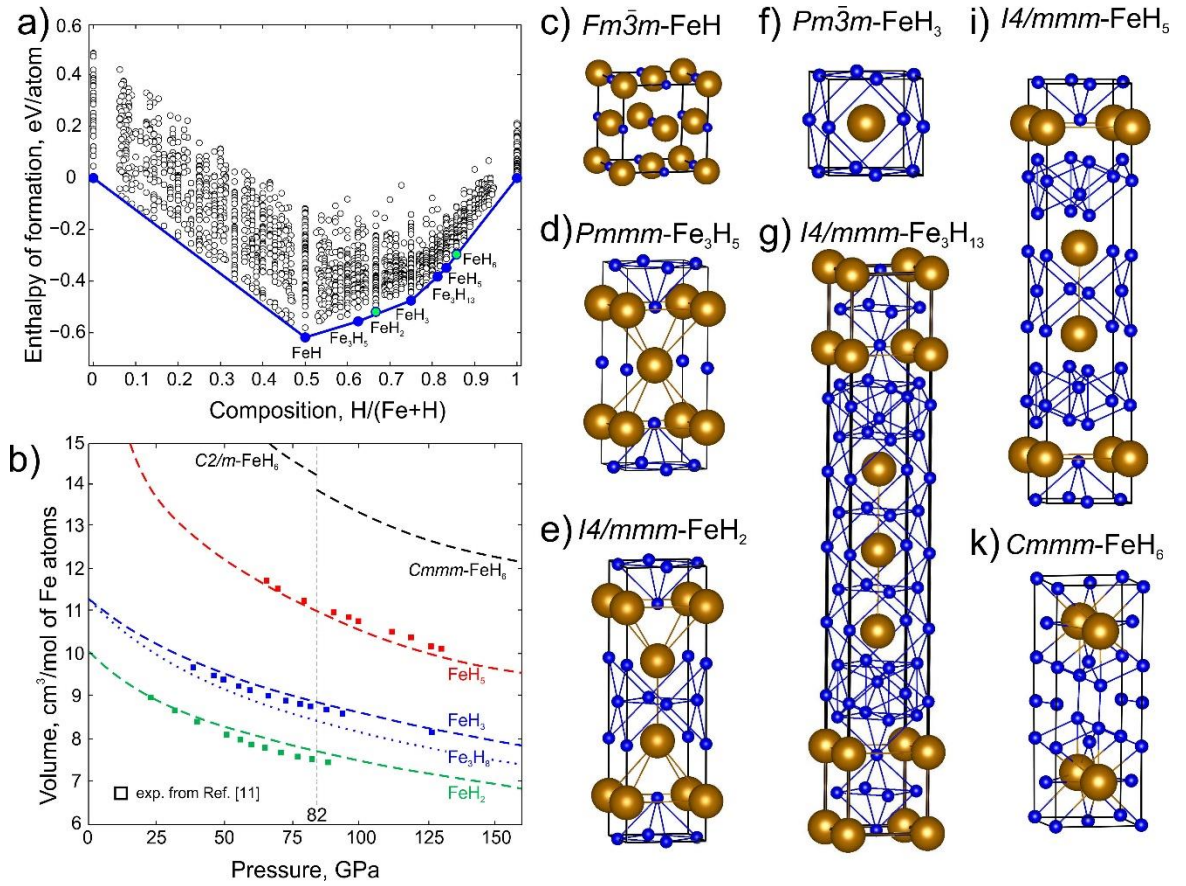 a)
0.6
0.4
0.2
0
−0.2
−0.4
−0.6
Enthalpy of formation, eV/atom
FeH
Fe₃H₅
FeH₂
FeH₃
Fe₃H₁₃
FeH₅
FeH₆
0 0.1 0.2 0.3 0.4 0.5 0.6 0.7 0.8 0.9 1
Composition, H/(Fe+H)
b)
15
14
13
12
11
10
9
8
7
6
Volume, cm³/mol of Fe atoms
C2/m-FeH₆
Cmmm-FeH₆
FeH₅
FeH₃
Fe₃H₈
FeH₂
exp. from Ref. [11]
82
0 25 50 75 100 125 150
Pressure, GPa
c) Fm3̄m-FeH
d) Pmmm-Fe₃H₅
e) I4/mmm-FeH₂
f) Pm3̄m-FeH₃
g) I4/mmm-Fe₃H₁₃
i) I4/mmm-FeH₅
k) Cmmm-FeH₆